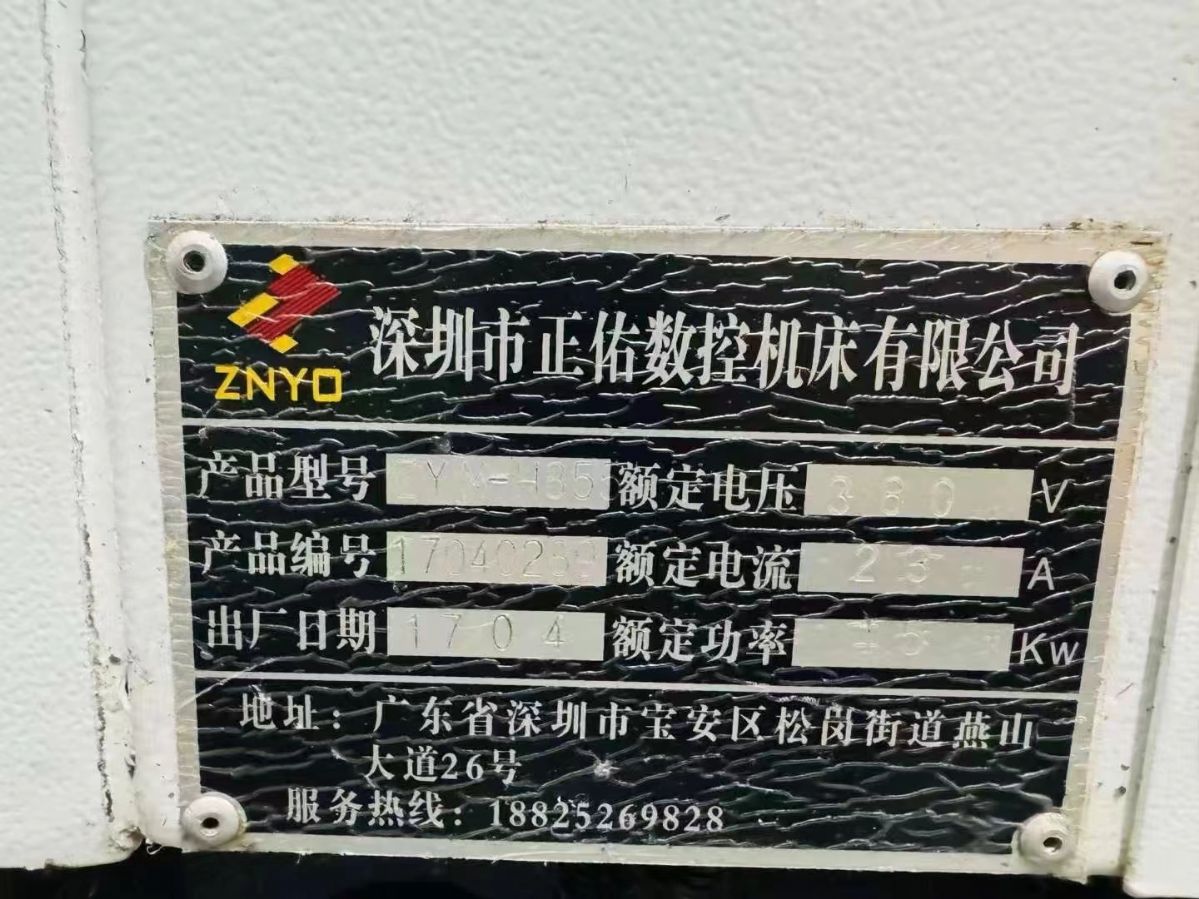 ZNYO
深圳市正佑数控机床有限公司
产品型号 额定电压 380 V
产品编号 额定电流 23 A
出厂日期 1704 额定功率 Kw
地址：广东省深圳市宝安区松岗街道燕山
大道26号
服务热线：18825269828